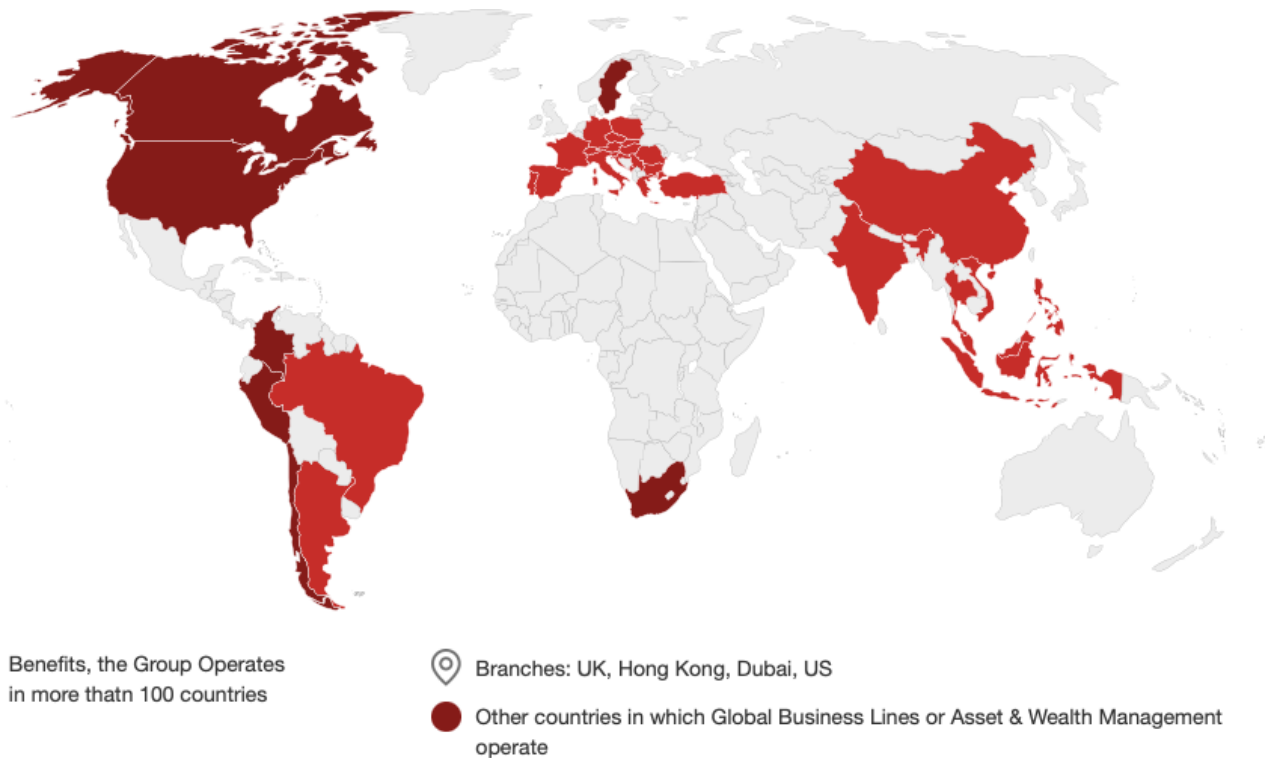 Benefits, the Group Operates
in more thatn 100 countries
Branches: UK, Hong Kong, Dubai, US
Other countries in which Global Business Lines or Asset & Wealth Management
operate